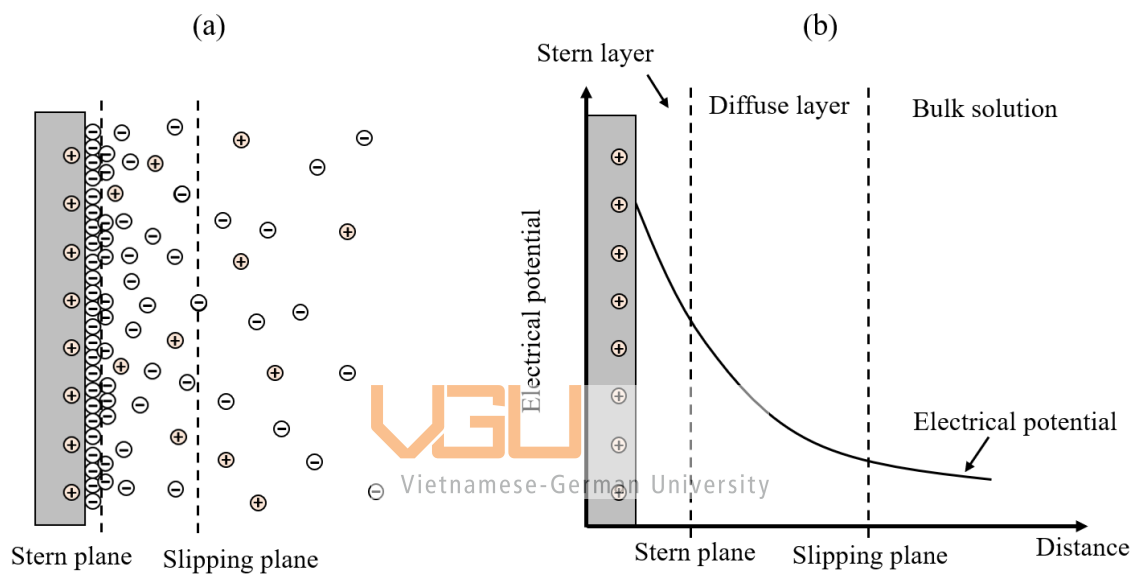 (a)
(b)
Stern layer
Diffuse layer
Bulk solution
Electrical potential
Electrical potential
VGU
Vietnamese-German University
Stern plane
Slipping plane
Stern plane
Slipping plane
Distance